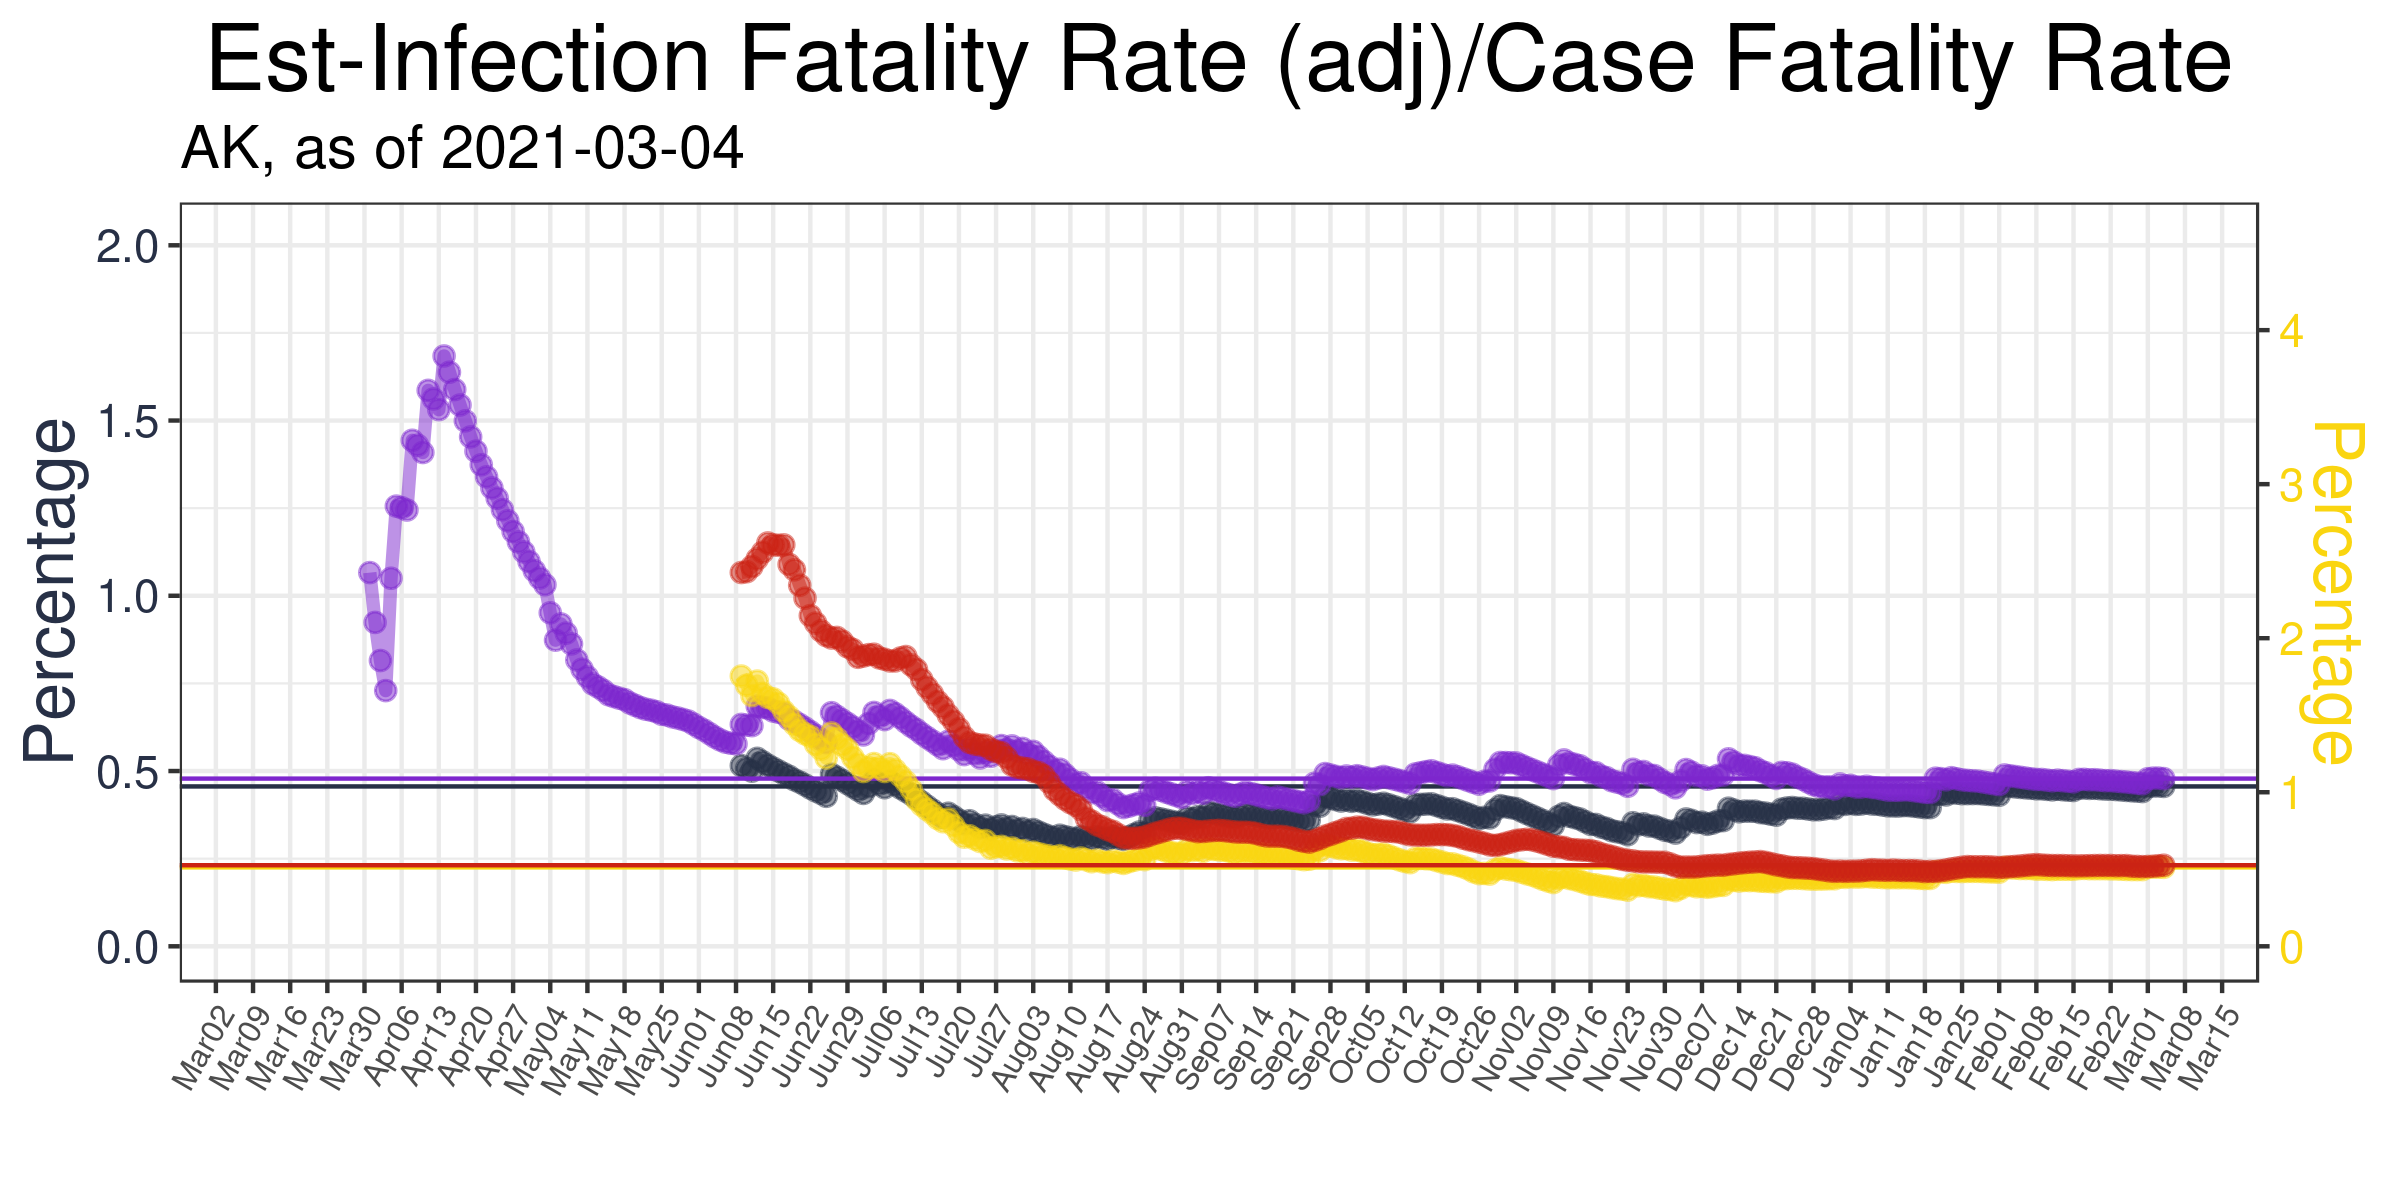 Est-Infection Fatality Rate (adj)/Case Fatality Rate
AK, as of 2021-03-04
Percentage
2.0
1.5
1.0
0.5
0.0
4
3
2
1
0
Percentage
Mar02
Mar09
Mar16
Mar23
Mar30
Apr06
Apr13
Apr20
Apr27
May04
May11
May18
May25
Jun01
Jun08
Jun15
Jun22
Jun29
Jul06
Jul13
Jul20
Jul27
Aug03
Aug10
Aug17
Aug24
Aug31
Sep07
Sep14
Sep21
Sep28
Oct05
Oct12
Oct19
Oct26
Nov02
Nov09
Nov16
Nov23
Nov30
Dec07
Dec14
Dec21
Dec28
Jan04
Jan11
Jan18
Jan25
Feb01
Feb08
Feb15
Feb22
Mar01
Mar08
Mar15